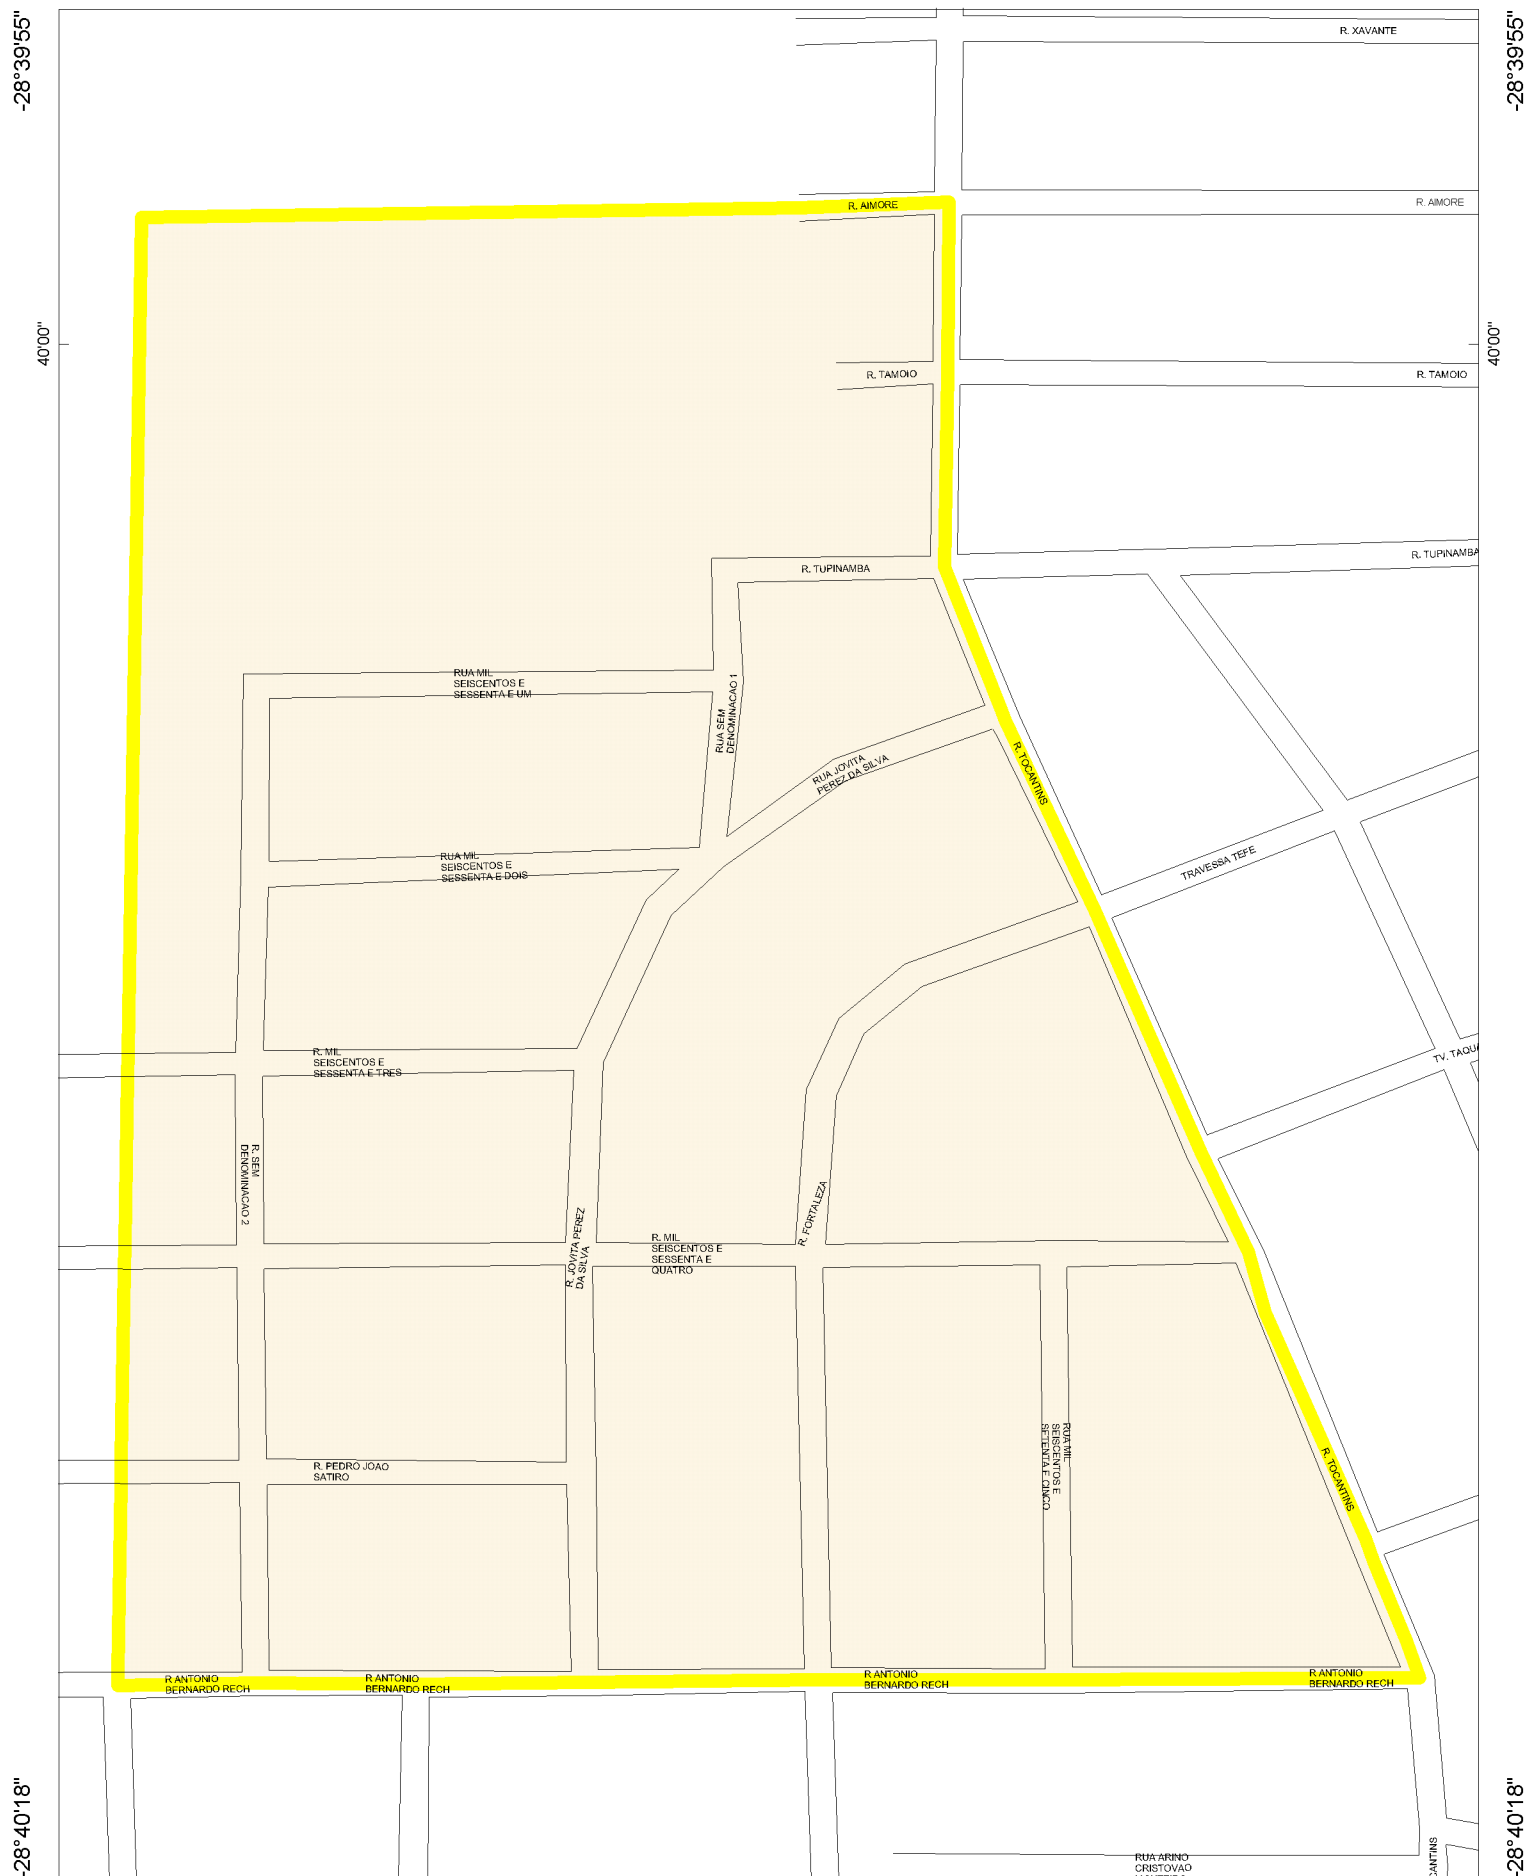 -28°39'55"
-28°39'55"
R. XAVANTE
R. AIMORE
R. AIMORE
40'00"
40'00"
R. TAMOIO
R. TAMOIO
R. TUPINAMBA
R. TUPINAMBA
RUA MIL
SEISCENTOS E
SESSENTA E UM
RUA SEM
DENOMINACAO 1
RUA JOVITA
PEREZ DA SILVA
R. TOCANTINS
RUA MIL
SEISCENTOS E
SESSENTA E DOIS
TRAVESSA TEFE
R. MIL
SEISCENTOS E
SESSENTA E TRES
TV. TAQUA
R. SEM
DENOMINACAO 2
R. JOVITA PEREZ
DA SILVA
R. MIL
SEISCENTOS E
SESSENTA E
QUATRO
R. FORTALEZA
RUA MIL
SEISCENTOS E
SETENTA E CINCO
R. TOCANTINS
R. PEDRO JOAO
SATIRO
R ANTONIO
BERNARDO RECH
R ANTONIO
BERNARDO RECH
R ANTONIO
BERNARDO RECH
R ANTONIO
BERNARDO RECH
-28°40'18"
-28°40'18"
RUA ARINO
CRISTOVAO
CANTINS